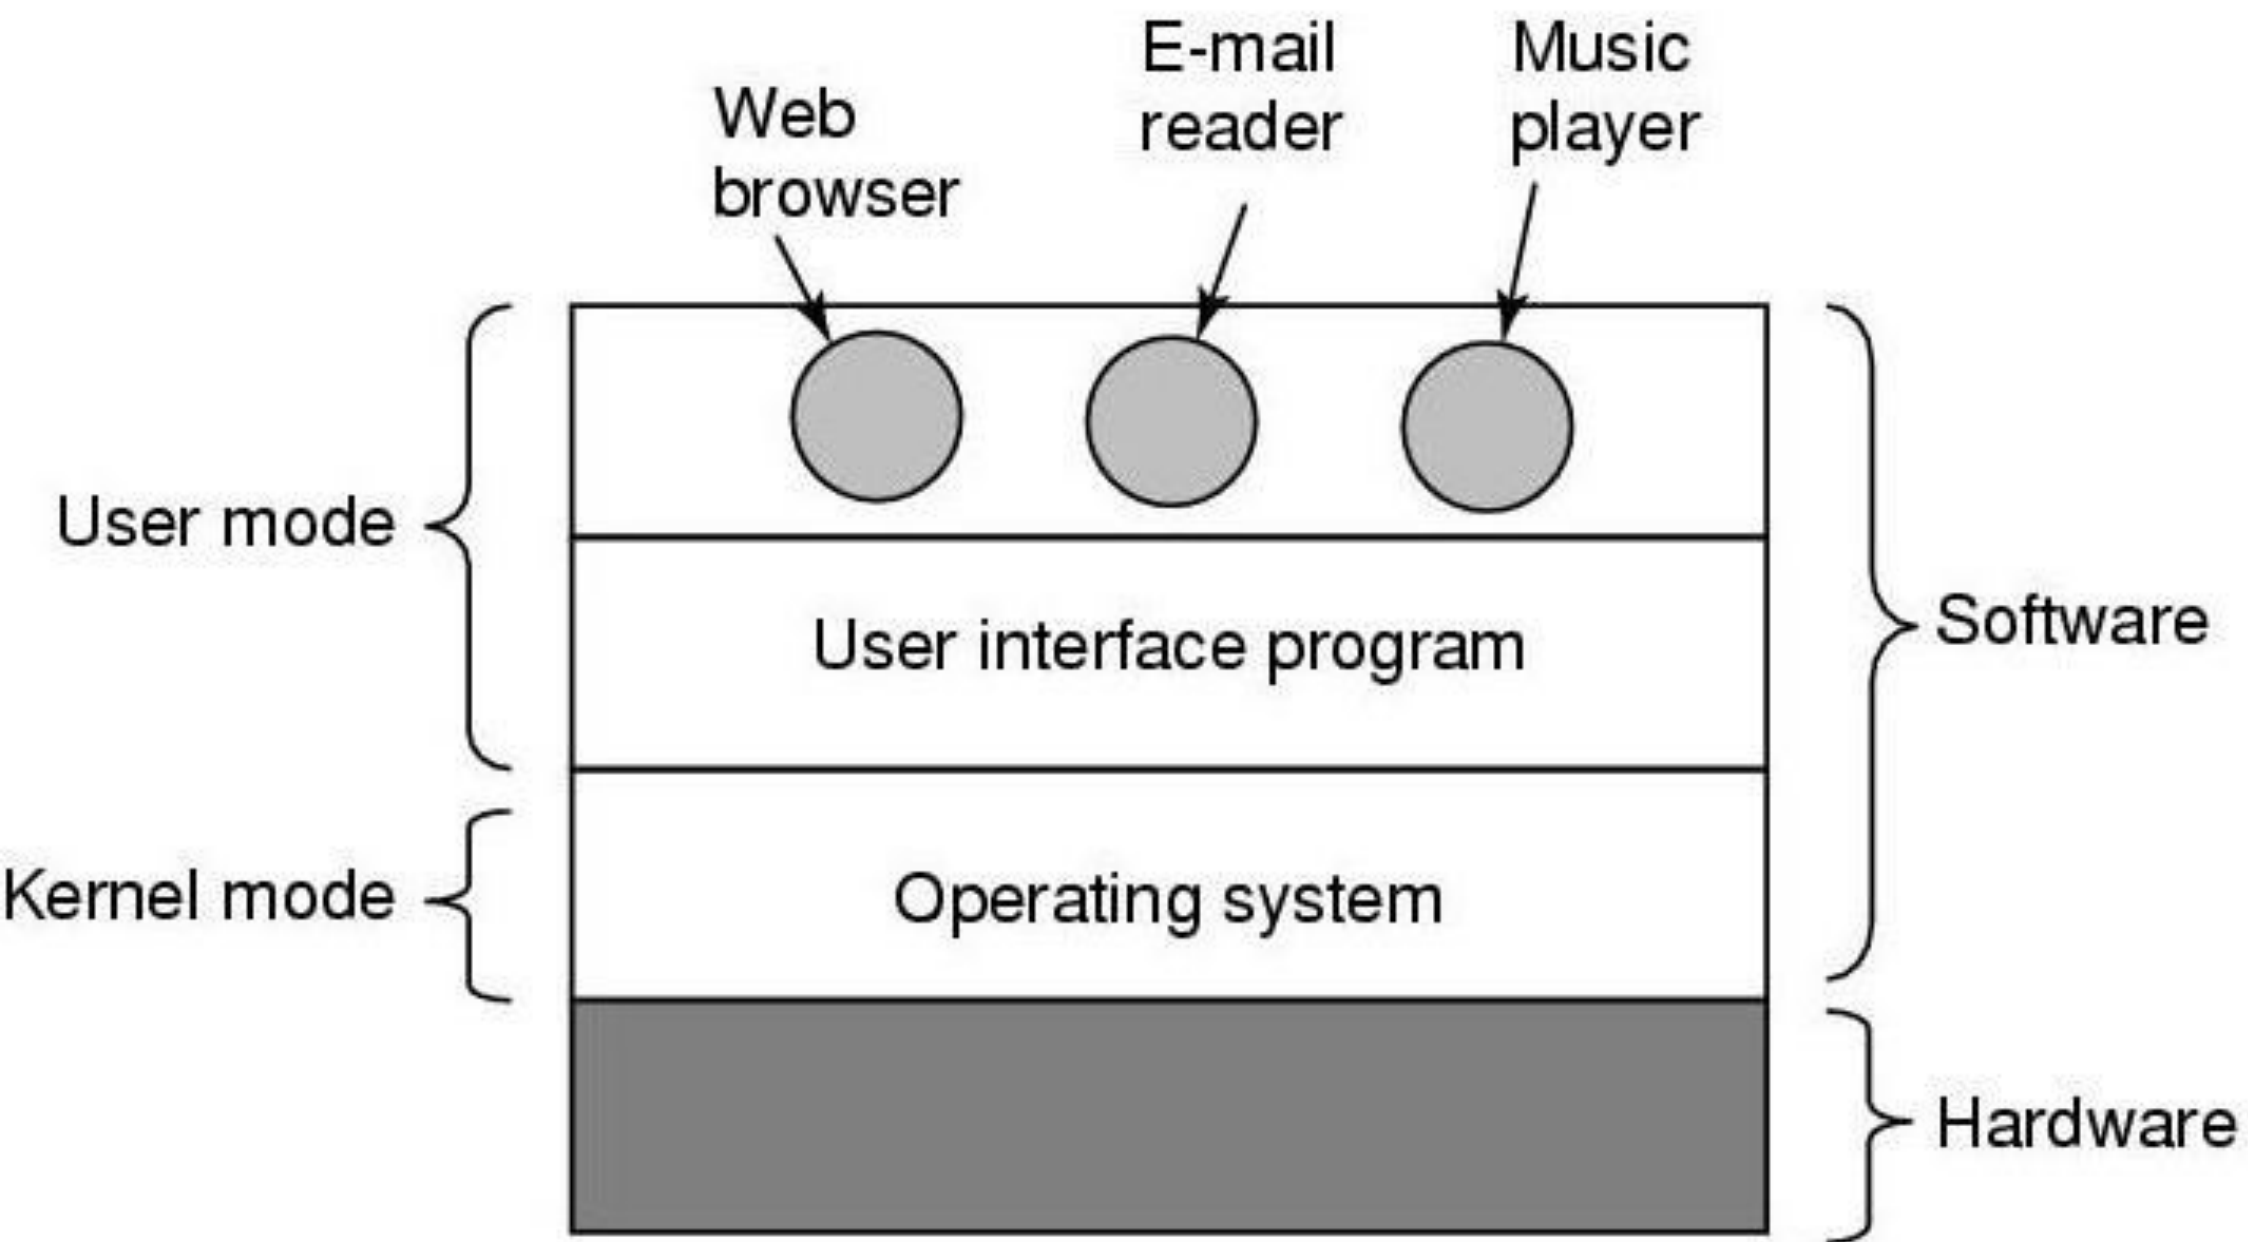 Web
browser
E-mail
reader
Music
player
User mode
User interface program
Software
Kernel mode
Operating system
Hardware